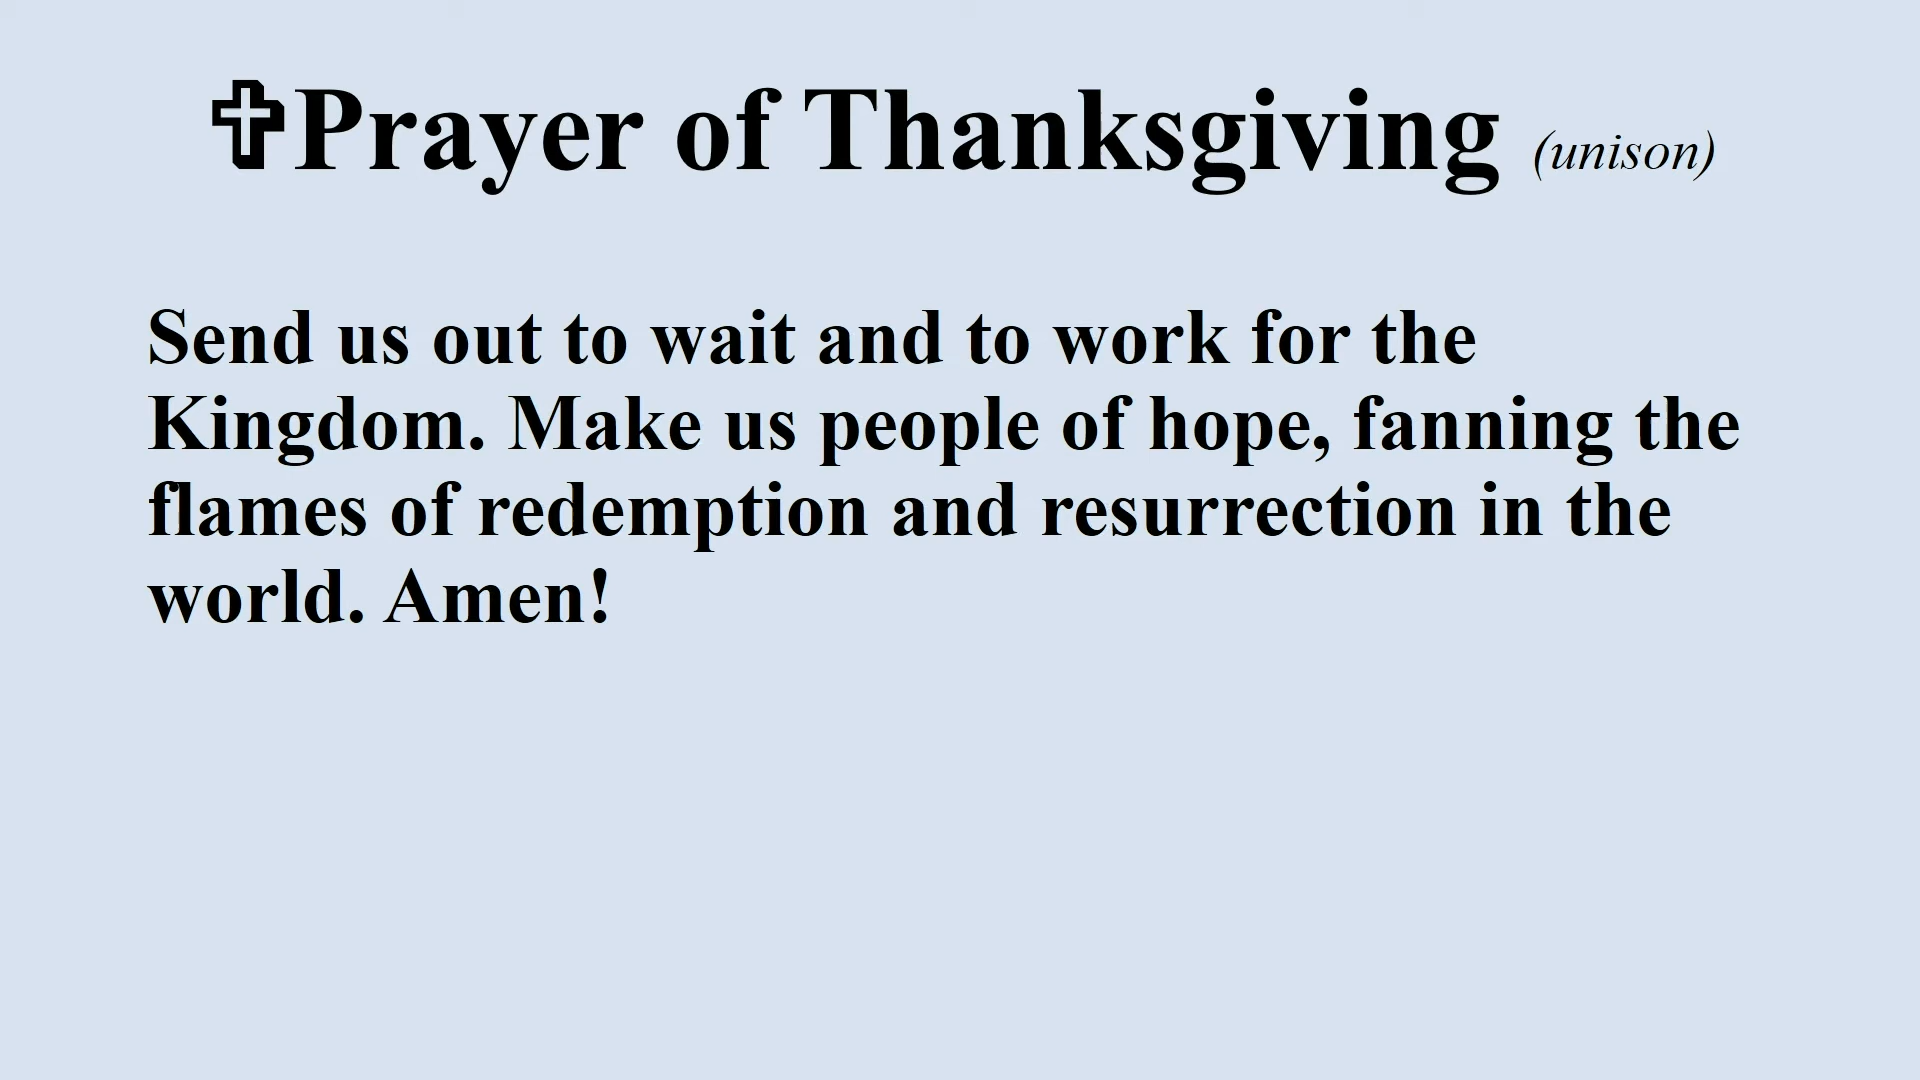 ✞Prayer of Thanksgiving (unison)
Send us out to wait and to work for the
Kingdom. Make us people of hope, fanning the
flames of redemption and resurrection in the
world. Amen!